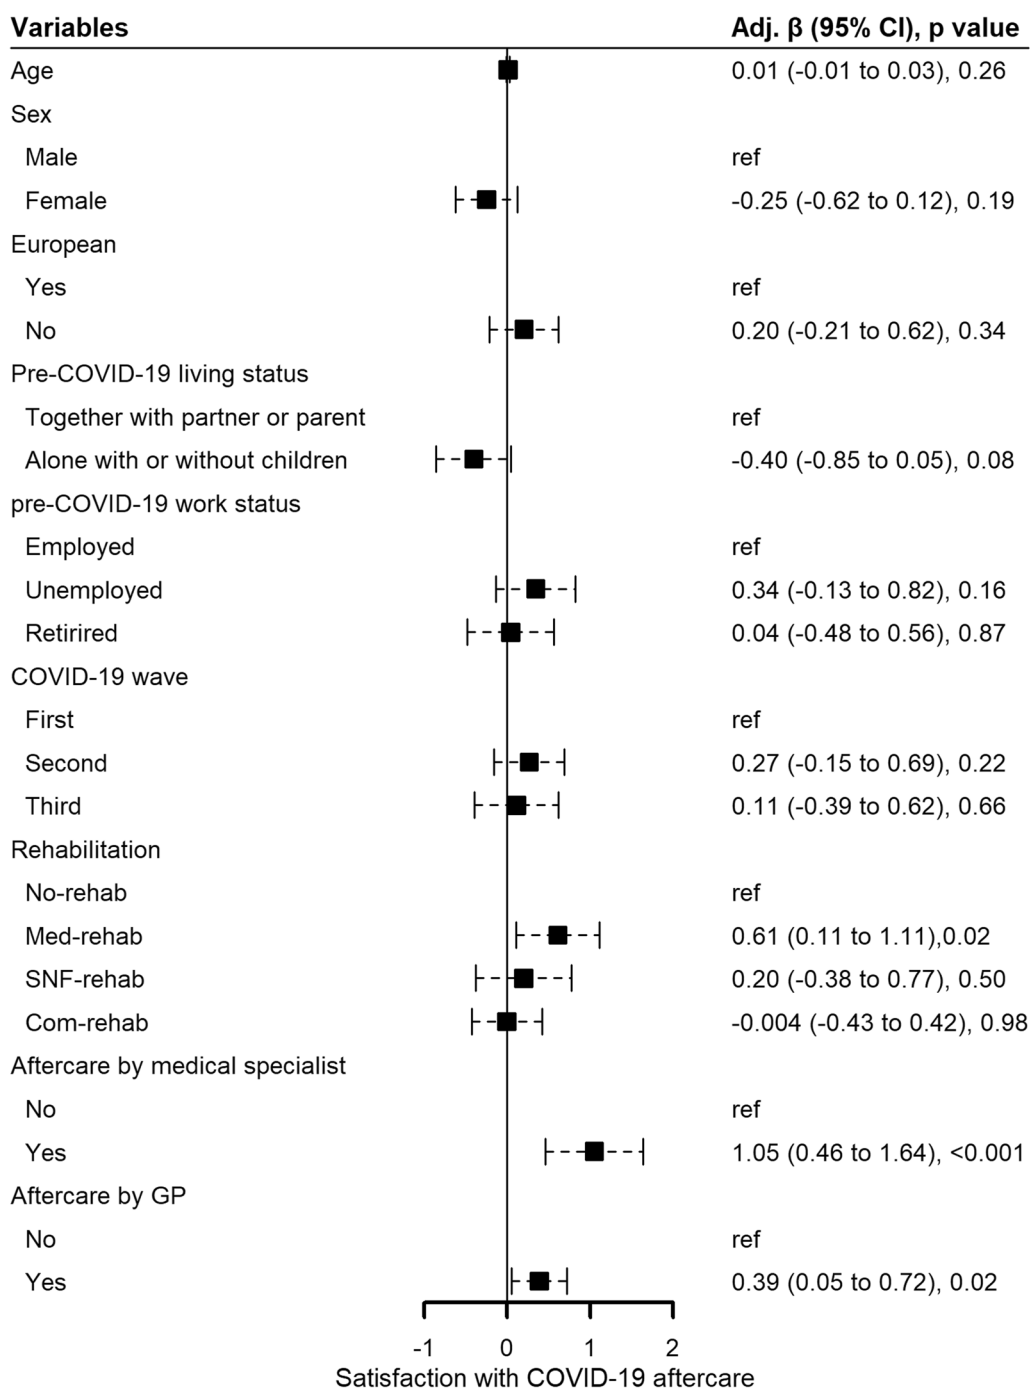 Variables Adj. β (95% CI), p value
Age 0.01 (-0.01 to 0.03), 0.26
Sex
Male ref
Female -0.25 (-0.62 to 0.12), 0.19
European
Yes ref
No 0.20 (-0.21 to 0.62), 0.34
Pre-COVID-19 living status
Together with partner or parent ref
Alone with or without children -0.40 (-0.85 to 0.05), 0.08
pre-COVID-19 work status
Employed ref
Unemployed 0.34 (-0.13 to 0.82), 0.16
Retirired 0.04 (-0.48 to 0.56), 0.87
COVID-19 wave
First ref
Second 0.27 (-0.15 to 0.69), 0.22
Third 0.11 (-0.39 to 0.62), 0.66
Rehabilitation
No-rehab ref
Med-rehab 0.61 (0.11 to 1.11),0.02
SNF-rehab 0.20 (-0.38 to 0.77), 0.50
Com-rehab -0.004 (-0.43 to 0.42), 0.98
Aftercare by medical specialist
No ref
Yes 1.05 (0.46 to 1.64), <0.001
Aftercare by GP
No ref
Yes 0.39 (0.05 to 0.72), 0.02
-1 0 1 2
Satisfaction with COVID-19 aftercare